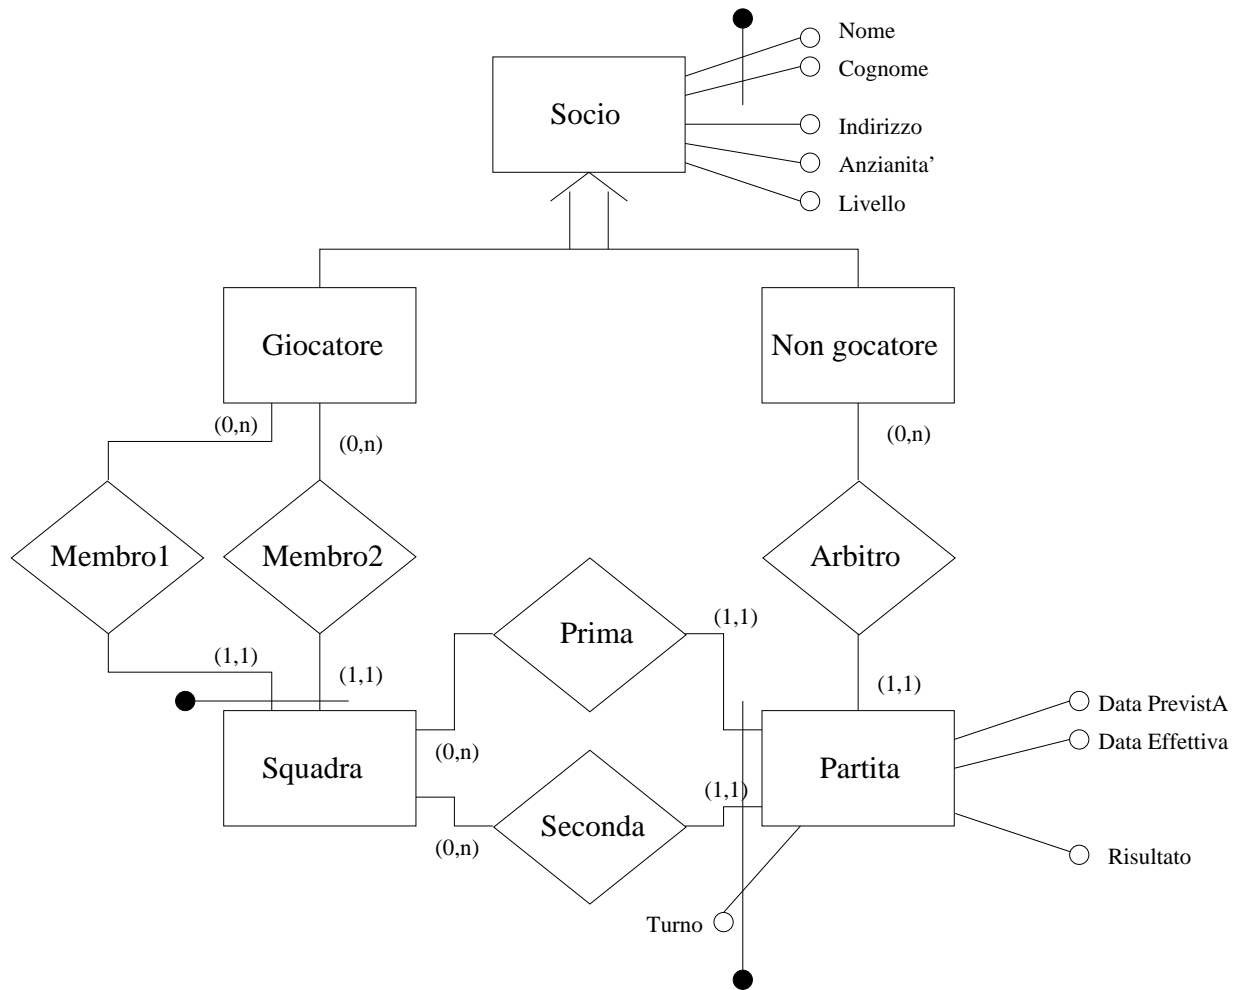 Nome
Cognome
Socio
Indirizzo
Anzianita’
Livello
Giocatore
Non gocatore
(0,n)
(0,n)
(0,n)
Membro1
Membro2
Arbitro
Prima
(1,1)
(1,1)
(1,1)
(1,1)
Data PrevistA
Data Effettiva
(0,n)
Squadra
Partita
(1,1)
Seconda
(0,n)
Risultato
Turno